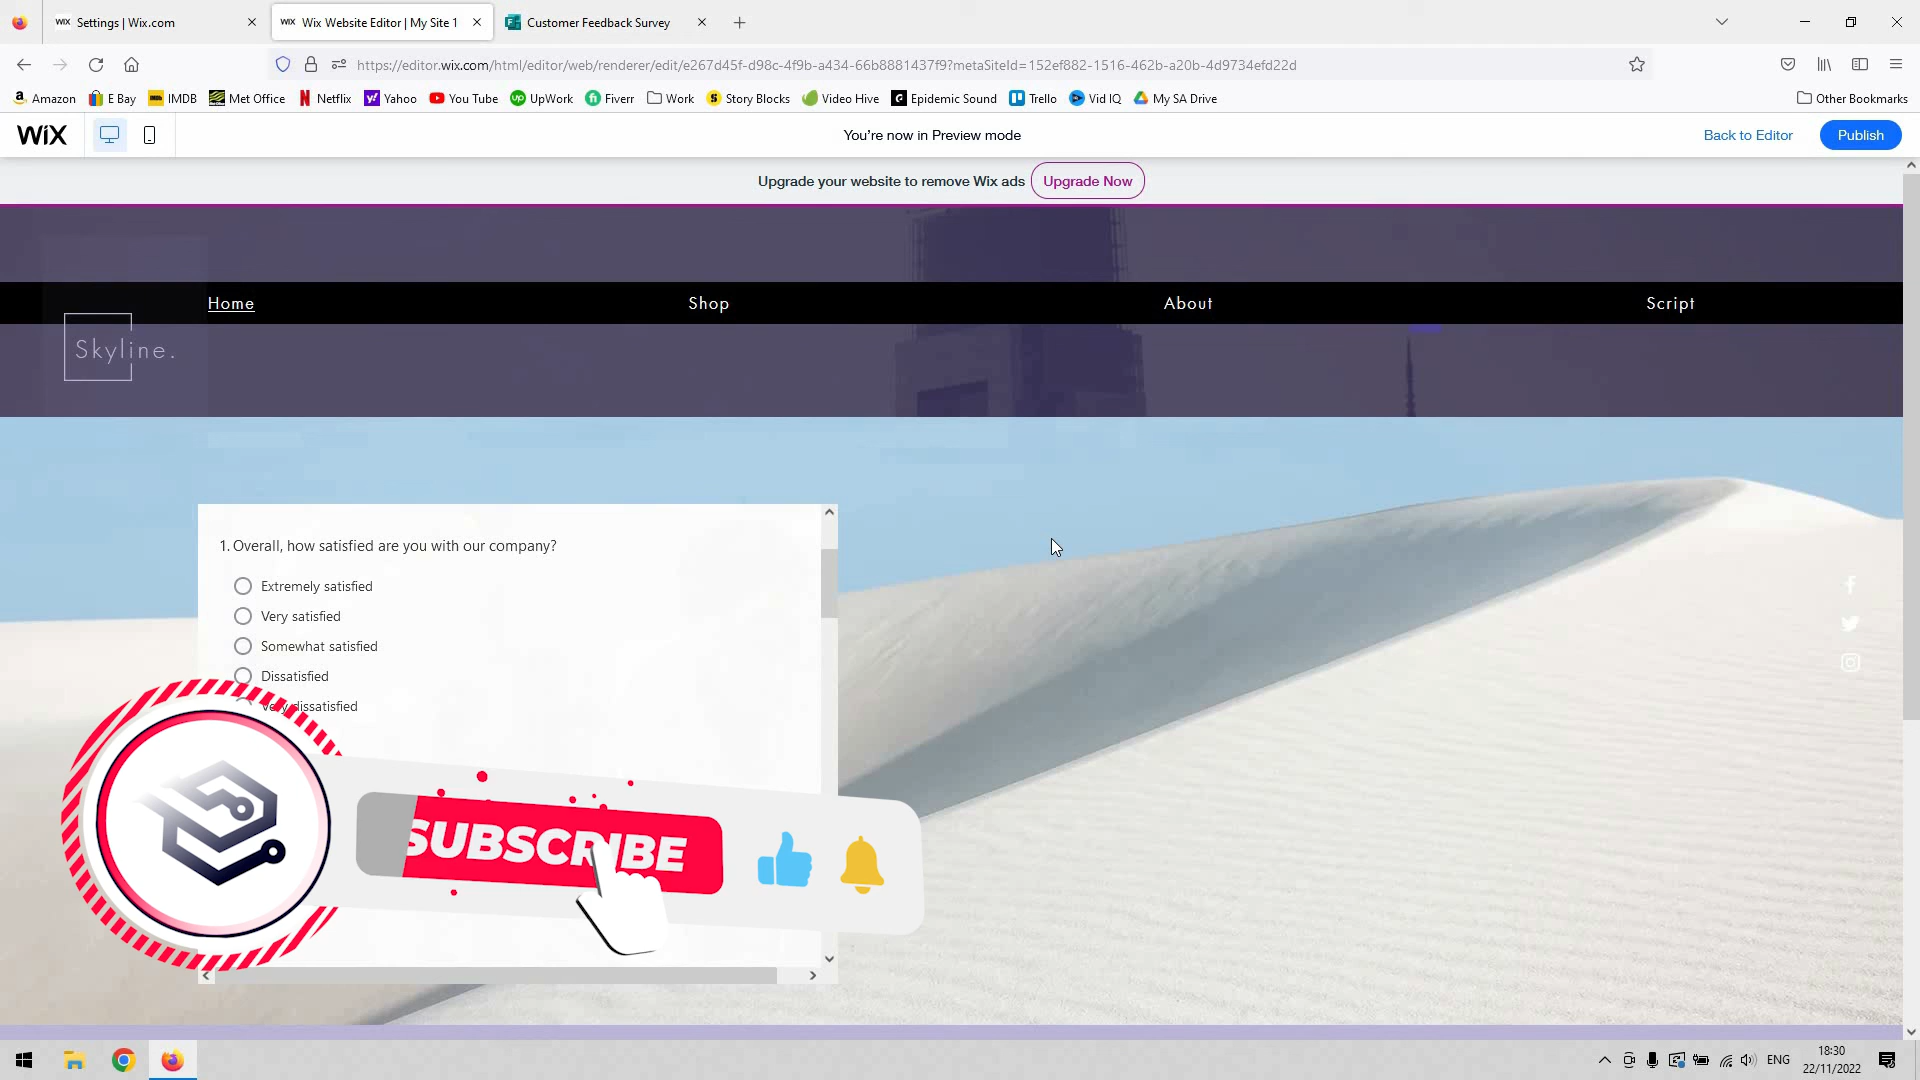 Settings | Wix.com
Wix Website Editor | My Site 1
Customer Feedback Survey
https://editor.wix.com/html/editor/web/renderer/edit/e267d45f-d98c-4f9b-a434-66b8881437f9?metaSiteId=152ef882-1516-462b-a20b-4d9734efd22d
Amazon
E Bay
IMDB
Met Office
Netflix
Yahoo
You Tube
UpWork
Fiverr
Work
Story Blocks
Video Hive
Epidemic Sound
Trello
Vid IQ
My SA Drive
Other Bookmarks
WiX
You're now in Preview mode
Back to Editor
Publish
Upgrade your website to remove Wix ads
Upgrade Now
Home
Shop
About
Script
Skyline.
1. Overall, how satisfied are you with our company?
Extremely satisfied
Very satisfied
Somewhat satisfied
Dissatisfied
Very dissatisfied
SUBSCRIBE
ENG
18:30
22/11/2022